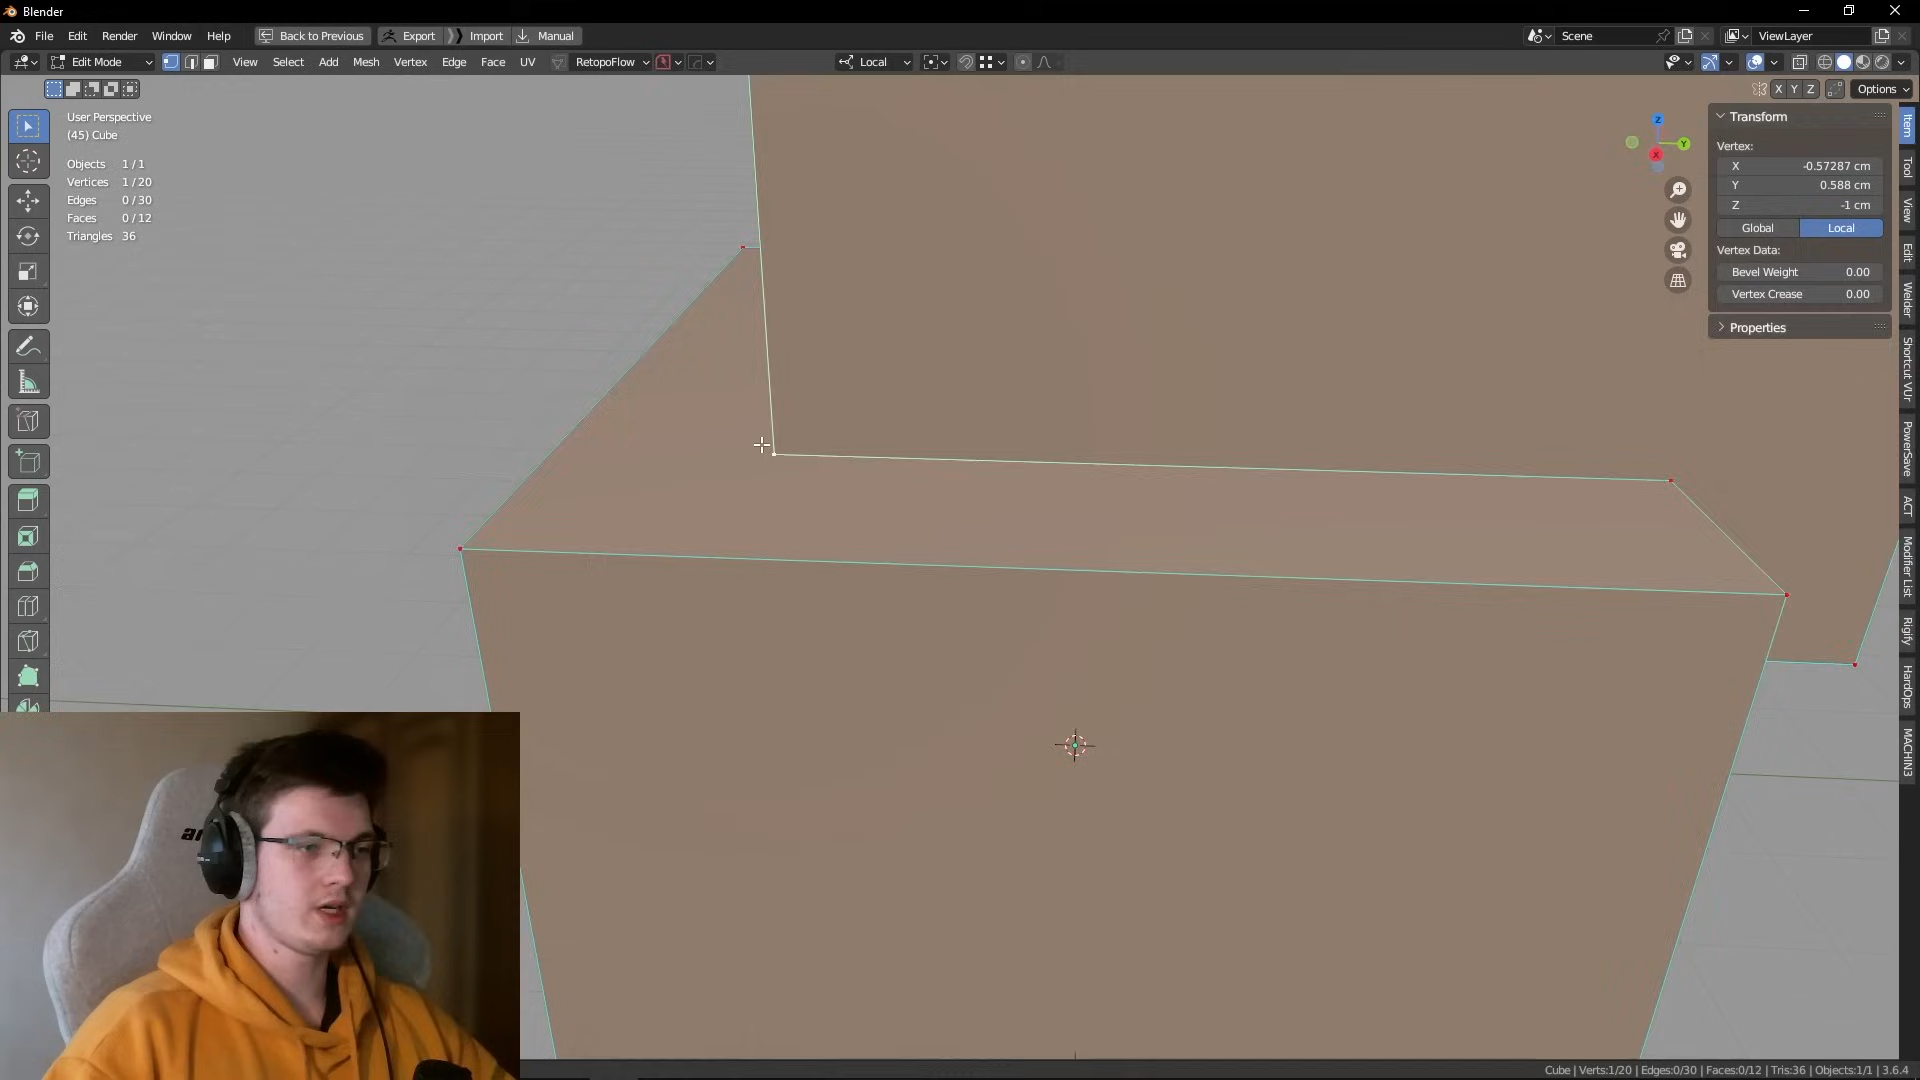 Blender
File Edit Render Window Help Back to Previous Export Import Manual Scene ViewLayer
Edit Mode View Select Add Mesh Vertex Edge Face UV RetopoFlow Local
X Y Z Options
User Perspective
(45) Cube
Objects 1 / 1
Vertices 1 / 20
Edges 0 / 30
Faces 0 / 12
Triangles 36
Z
Y
X
Transform
Vertex:
X -0.57287 cm
Y 0.588 cm
Z -1 cm
Global Local
Vertex Data:
Bevel Weight 0.00
Vertex Crease 0.00
Properties
Item
Tool
View
Edit
Welder
Shortcut VUr
PowerSave
ACT
Modifier List
Rigify
HardOps
MACHIN3
Cube | Verts:1/20 | Edges:0/30 | Faces:0/12 | Tris:36 | Objects:1/1 | 3.6.4